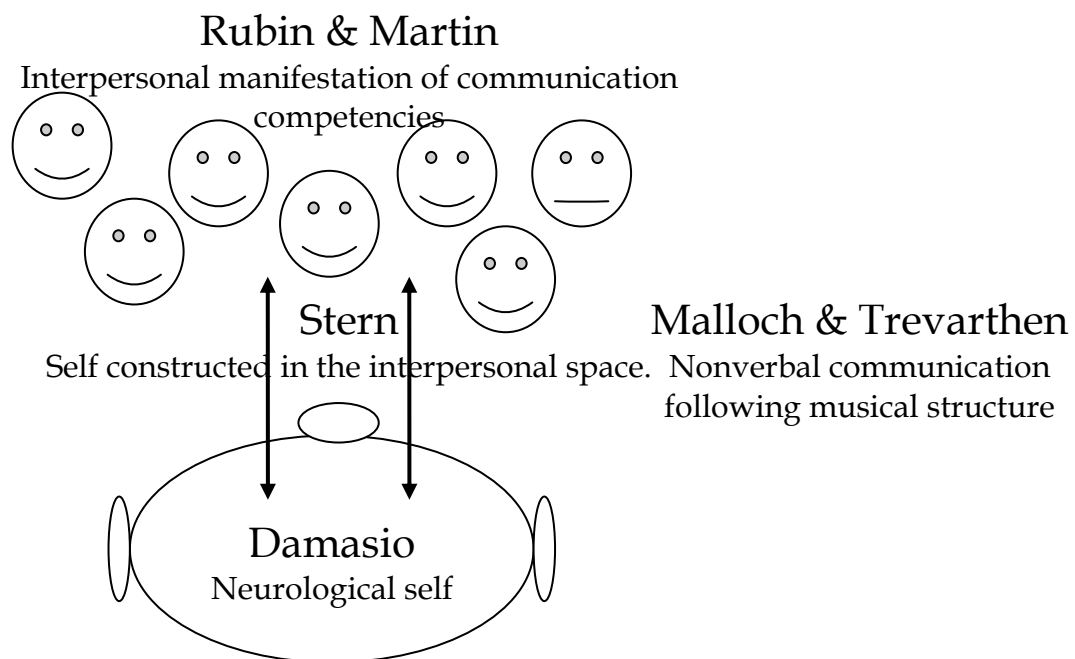 Rubin & Martin
Interpersonal manifestation of communication
competencies
Stern
Self constructed in the interpersonal space.
Malloch & Trevarthen
Nonverbal communication
following musical structure
Damasio
Neurological self